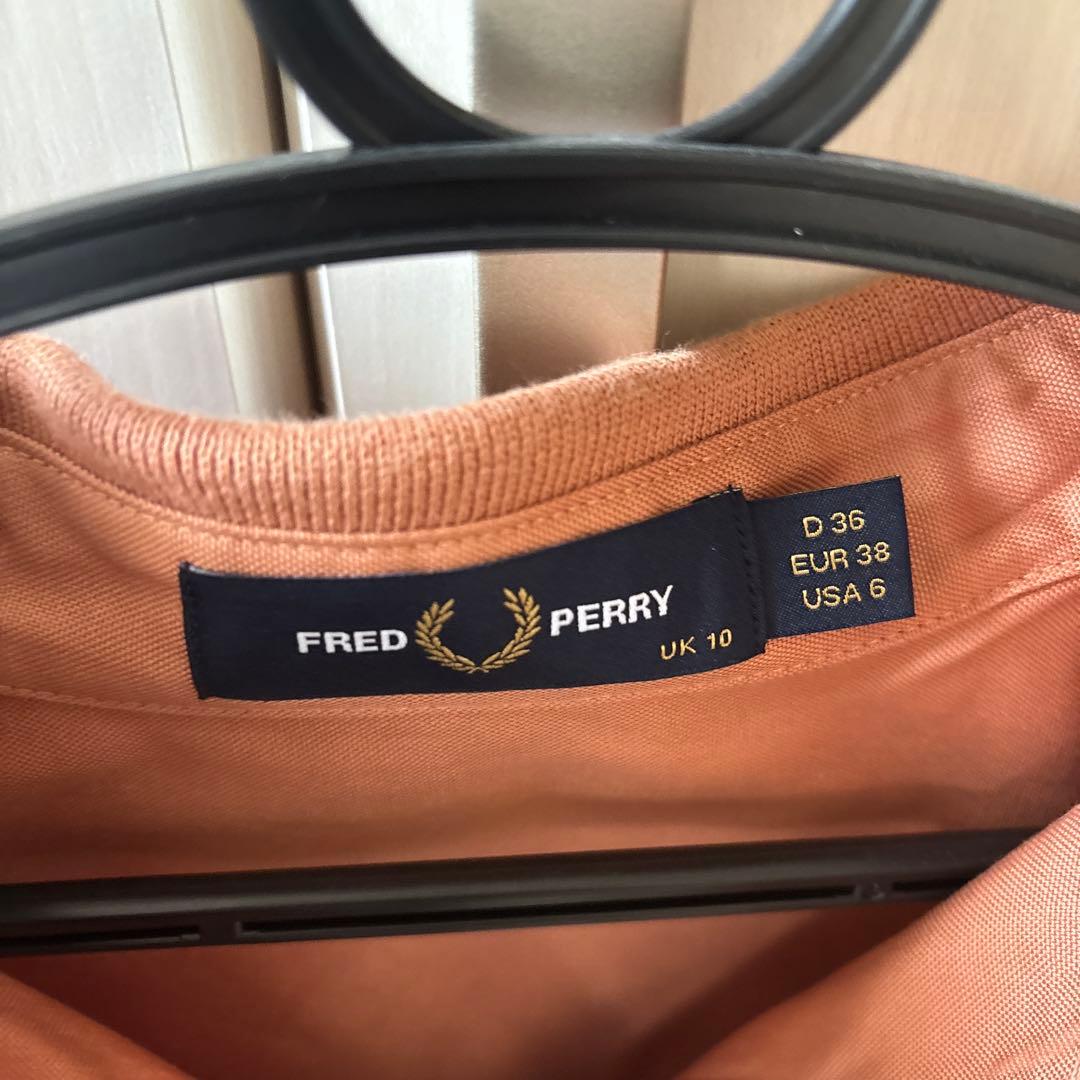 FRED PERRY
UK 10
D 36
EUR 38
USA 6